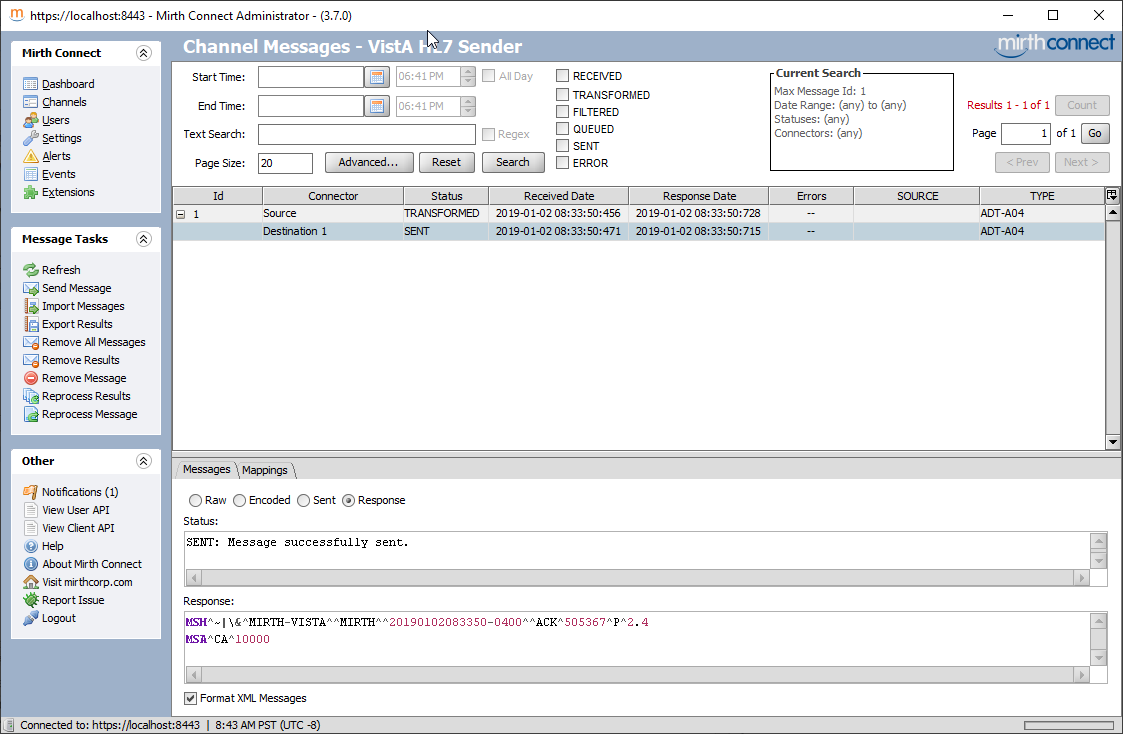 https://localhost:8443 - Mirth Connect Administrator - (3.7.0)
Mirth Connect
Dashboard
Channels
Users
Settings
Alerts
Events
Extensions
Message Tasks
Refresh
Send Message
Import Messages
Export Results
Remove All Messages
Remove Results
Remove Message
Reprocess Results
Reprocess Message
Other
Notifications (1)
View User API
View Client API
Help
About Mirth Connect
Visit mirthcorp.com
Report Issue
Logout
Channel Messages - VistA HL7 Sender
mirthconnect
Start Time: 06:41 PM All Day
End Time: 06:41 PM
Text Search: Regex
Page Size: 20 Advanced... Reset Search
RECEIVED
TRANSFORMED
FILTERED
QUEUED
SENT
ERROR
Current Search
Max Message Id: 1
Date Range: (any) to (any)
Statuses: (any)
Connectors: (any)
Results 1 - 1 of 1 Count
Page 1 of 1 Go
< Prev Next >
Id Connector Status Received Date Response Date Errors SOURCE TYPE
1 Source TRANSFORMED 2019-01-02 08:33:50:456 2019-01-02 08:33:50:728 -- ADT-A04
Destination 1 SENT 2019-01-02 08:33:50:471 2019-01-02 08:33:50:715 -- ADT-A04
Messages Mappings
Raw Encoded Sent Response
Status:
SENT: Message successfully sent.
Response:
MSH^~|\&^MIRTH-VISTA^^MIRTH^^20190102083350-0400^^ACK^505367^P^2.4
MSA^CA^10000
Format XML Messages
Connected to: https://localhost:8443 | 8:43 AM PST (UTC -8)